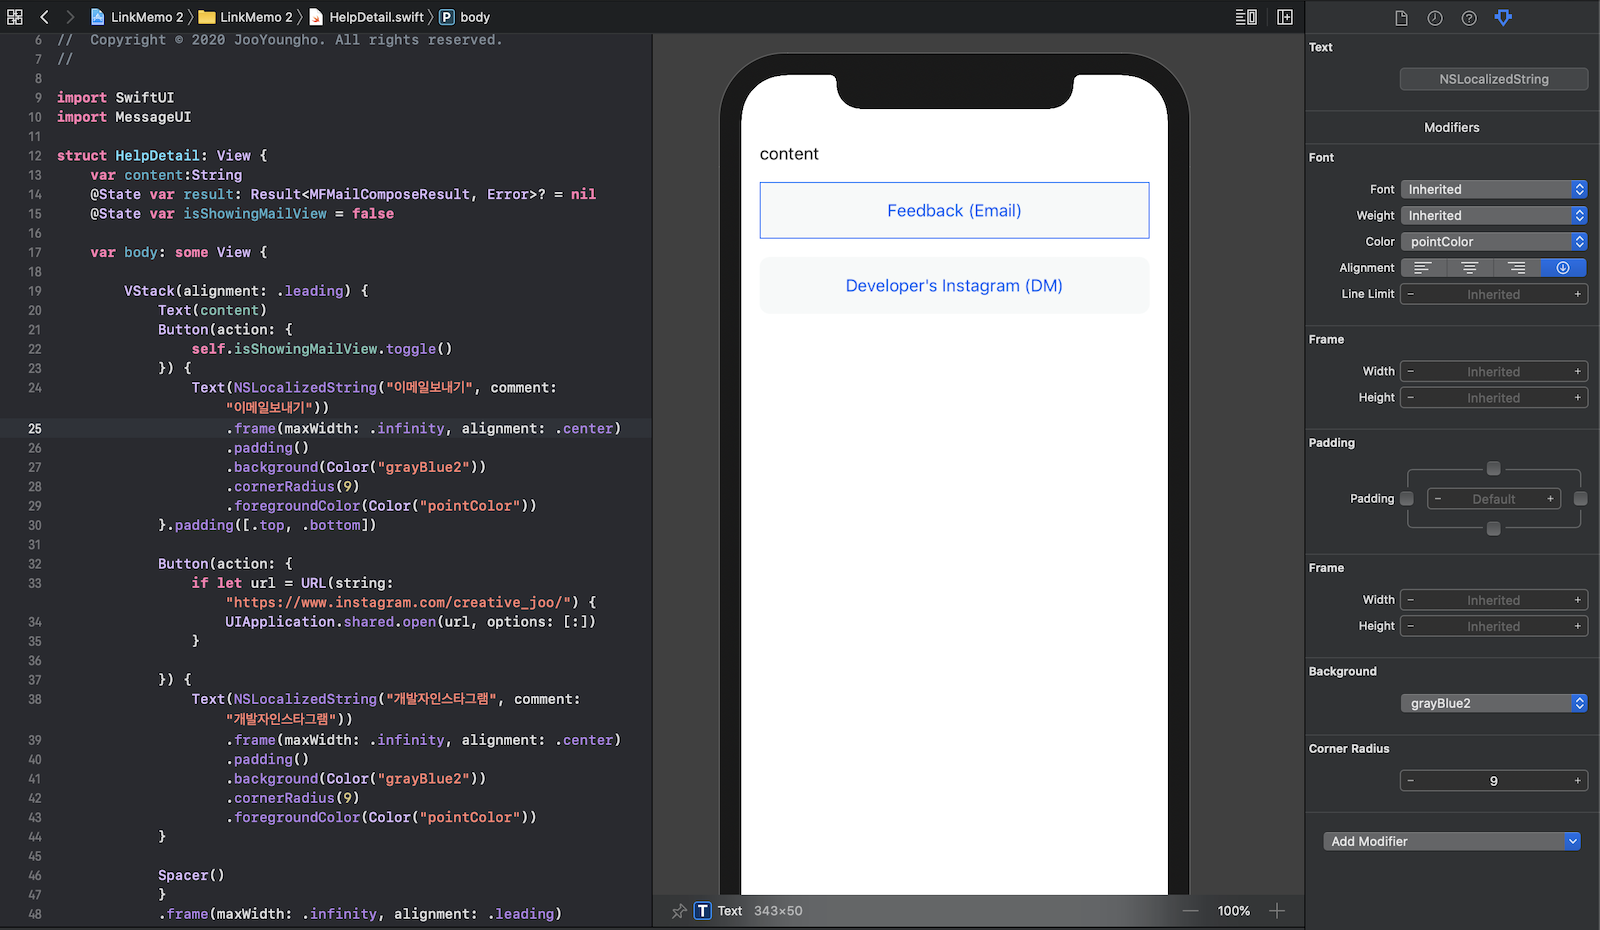 LinkMemo 2 LinkMemo 2 HelpDetail.swift P body
6 //  Copyright © 2020 JooYoungho. All rights reserved.
7 //
8
9 import SwiftUI
10 import MessageUI
11
12 struct HelpDetail: View {
13     var content:String
14     @State var result: Result<MFMailComposeResult, Error>? = nil
15     @State var isShowingMailView = false
16
17     var body: some View {
18
19         VStack(alignment: .leading) {
20             Text(content)
21             Button(action: {
22                 self.isShowingMailView.toggle()
23             }) {
24                 Text(NSLocalizedString("이메일보내기", comment:
"이메일보내기"))
25                     .frame(maxWidth: .infinity, alignment: .center)
26                     .padding()
27                     .background(Color("grayBlue2"))
28                     .cornerRadius(9)
29                     .foregroundColor(Color("pointColor"))
30             }.padding([.top, .bottom])
31
32             Button(action: {
33                 if let url = URL(string:
"https://www.instagram.com/creative_joo/") {
34                     UIApplication.shared.open(url, options: [:])
35                 }
36
37             }) {
38                 Text(NSLocalizedString("개발자인스타그램", comment:
"개발자인스타그램"))
39                     .frame(maxWidth: .infinity, alignment: .center)
40                     .padding()
41                     .background(Color("grayBlue2"))
42                     .cornerRadius(9)
43                     .foregroundColor(Color("pointColor"))
44             }
45
46             Spacer()
47             }
48             .frame(maxWidth: .infinity, alignment: .leading)
content
Feedback (Email)
Developer's Instagram (DM)
T Text 343×50
100%
Text
NSLocalizedString
Modifiers
Font
Font Inherited
Weight Inherited
Color pointColor
Alignment
Line Limit − Inherited +
Frame
Width − Inherited +
Height − Inherited +
Padding
Padding − Default +
Frame
Width − Inherited +
Height − Inherited +
Background
grayBlue2
Corner Radius
− 9 +
Add Modifier